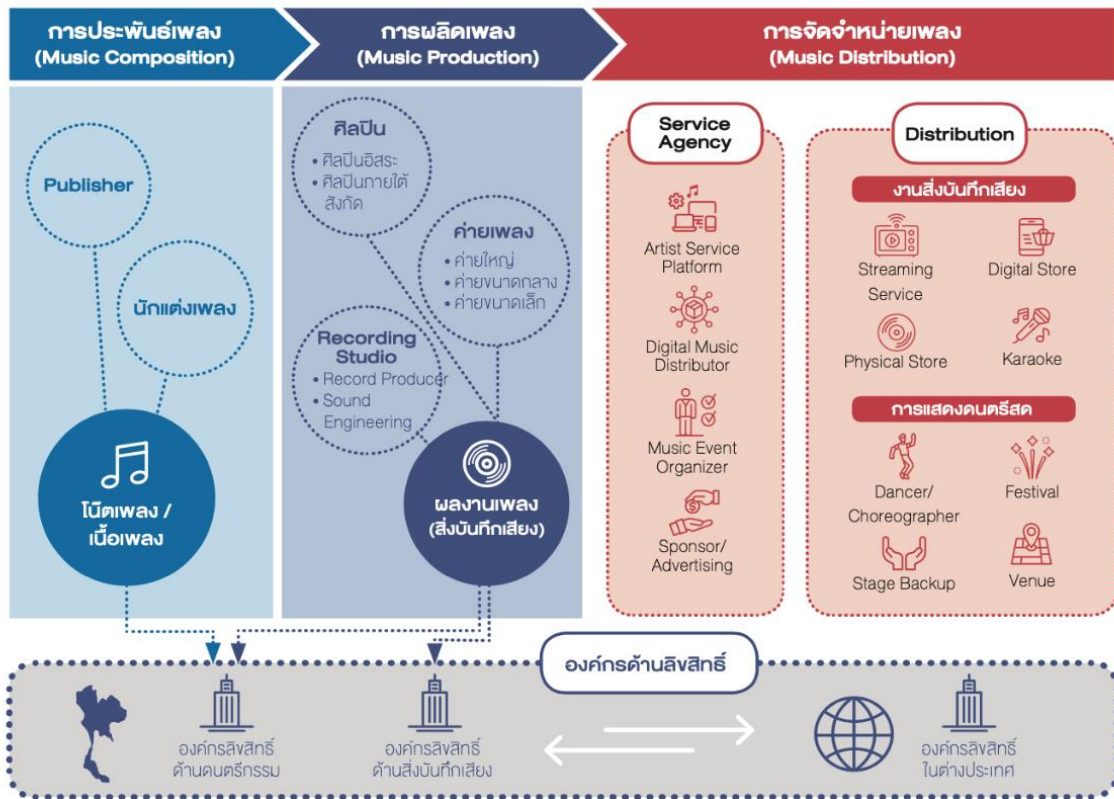 การประพันธ์เพลง
(Music Composition)
การผลิตเพลง
(Music Production)
การจัดจำหน่ายเพลง
(Music Distribution)
Publisher
นักแต่งเพลง
โน๊ตเพลง /
เนื้อเพลง
ศิลปิน
• ศิลปินอิสระ
• ศิลปินภายใต้
สังกัด
ค่ายเพลง
• ค่ายใหญ่
• ค่ายขนาดกลาง
• ค่ายขนาดเล็ก
Recording
Studio
• Record Producer
• Sound
Engineering
ผลงานเพลง
(สิ่งบันทึกเสียง)
Service
Agency
Artist Service
Platform
Digital Music
Distributor
Music Event
Organizer
Sponsor/
Advertising
Distribution
งานสิ่งบันทึกเสียง
Streaming
Service
Digital Store
Physical Store
Karaoke
การแสดงดนตรีสด
Dancer/
Choreographer
Festival
Stage Backup
Venue
องค์กรด้านลิขสิทธิ์
องค์กรลิขสิทธิ์
ด้านดนตรีกรรม
องค์กรลิขสิทธิ์
ด้านสิ่งบันทึกเสียง
องค์กรลิขสิทธิ์
ในต่างประเทศ